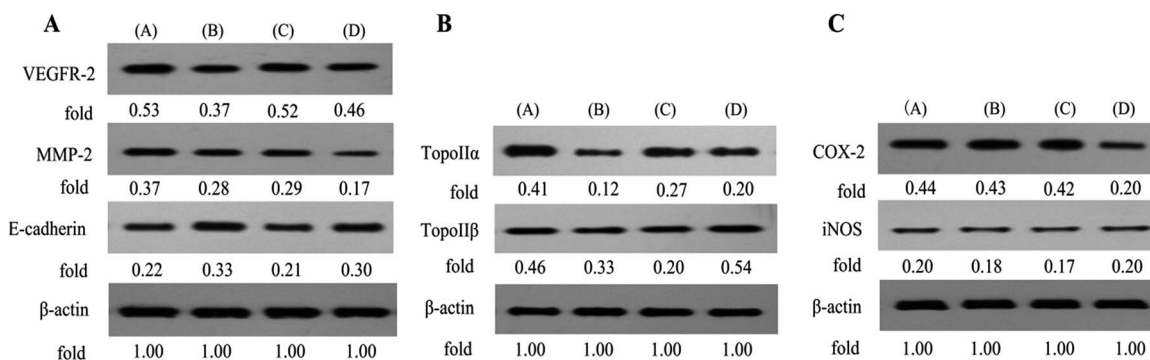 A
(A) (B) (C) (D)
VEGFR-2
fold 0.53 0.37 0.52 0.46
MMP-2
fold 0.37 0.28 0.29 0.17
E-cadherin
fold 0.22 0.33 0.21 0.30
β-actin
fold 1.00 1.00 1.00 1.00
B
(A) (B) (C) (D)
TopoIIα
fold 0.41 0.12 0.27 0.20
TopoIIβ
fold 0.46 0.33 0.20 0.54
β-actin
fold 1.00 1.00 1.00 1.00
C
(A) (B) (C) (D)
COX-2
fold 0.44 0.43 0.42 0.20
iNOS
fold 0.20 0.18 0.17 0.20
β-actin
fold 1.00 1.00 1.00 1.00